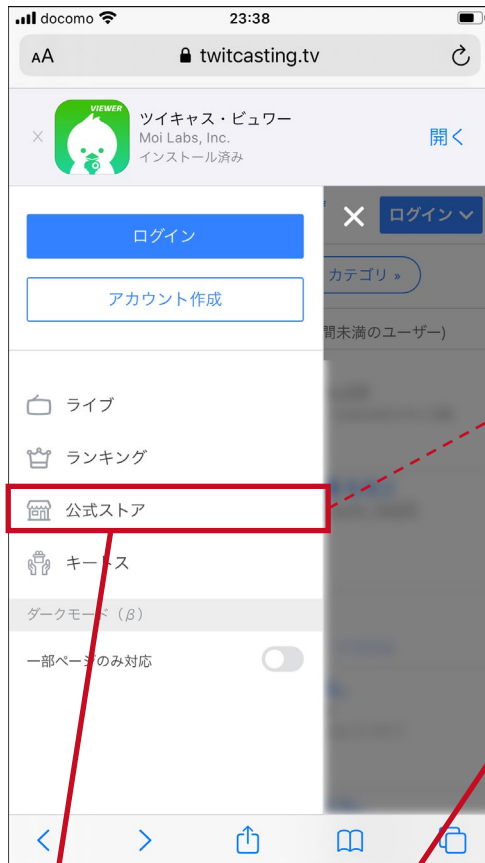 docomo 23:38
AA twitcasting.tv
VIEWER
ツイキャス・ビュワー
Moi Labs, Inc.
インストール済み
開く
ログイン
ログイン
アカウント作成
カテゴリ »
間未満のユーザー)
ライブ
ランキング
公式ストア
キートス
ダークモード（β）
一部ページのみ対応